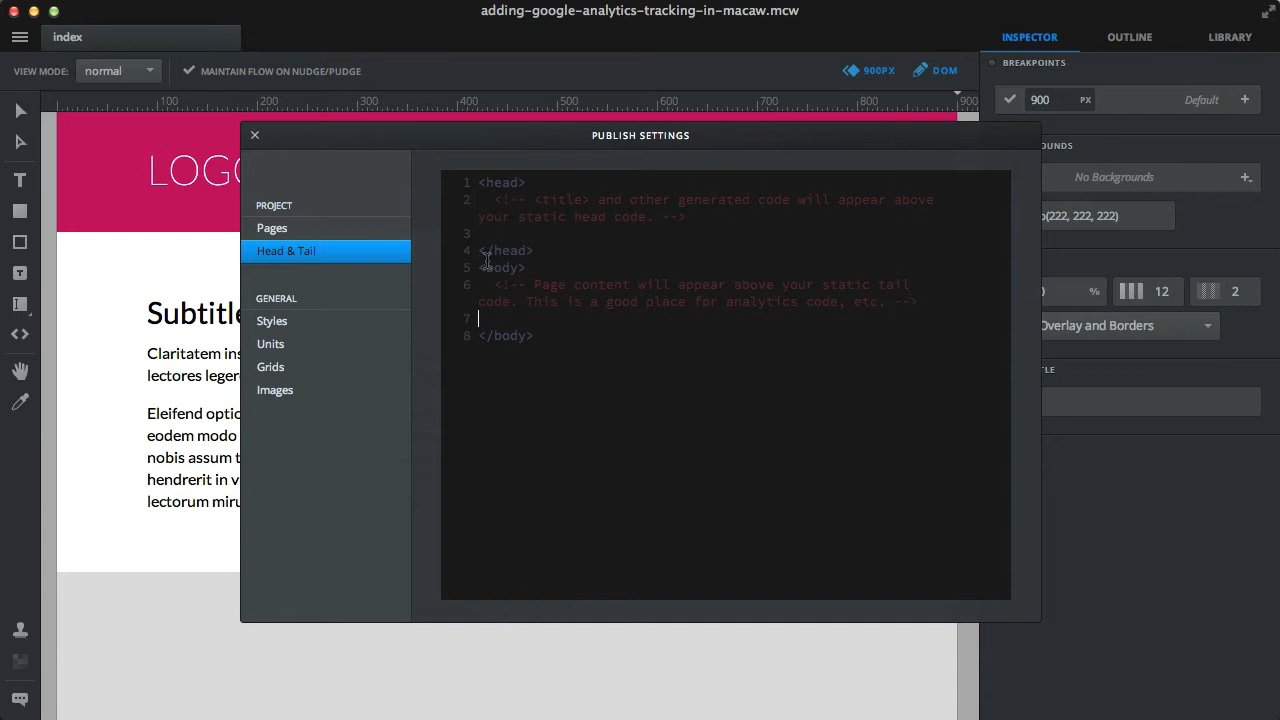 adding-google-analytics-tracking-in-macaw.mcw
index
INSPECTOR
OUTLINE
LIBRARY
VIEW MODE:
normal
MAINTAIN FLOW ON NUDGE/PUDGE
900PX
DOM
BREAKPOINTS
100
200
300
400
500
600
700
800
900
900
PX
Default
LOGO
PUBLISH SETTINGS
PROJECT
Pages
Head & Tail
GENERAL
Styles
Units
Grids
Images
1 <head>
2 <!-- <title> and other generated code will appear above
your static head code. -->
3
4 </head>
5 <body>
6 <!-- Page content will appear above your static tail
code. This is a good place for analytics code, etc. -->
7
8 </body>
OUNDS
No Backgrounds
(222, 222, 222)
%
12
2
Overlay and Borders
TLE
Subtitle
Claritatem ins
lectores legere
Eleifend optio
eodem modo
nobis assum t
hendrerit in v
lectorum miru